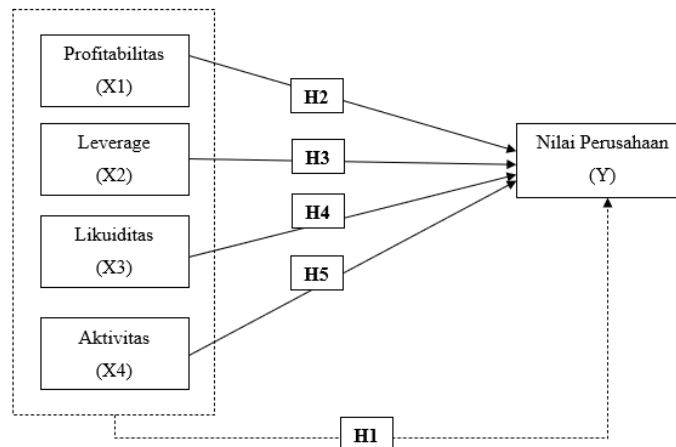 Profitabilitas
(X1)
H2
Leverage
(X2)
H3
Nilai Perusahaan
(Y)
Likuiditas
(X3)
H4
H5
Aktivitas
(X4)
H1